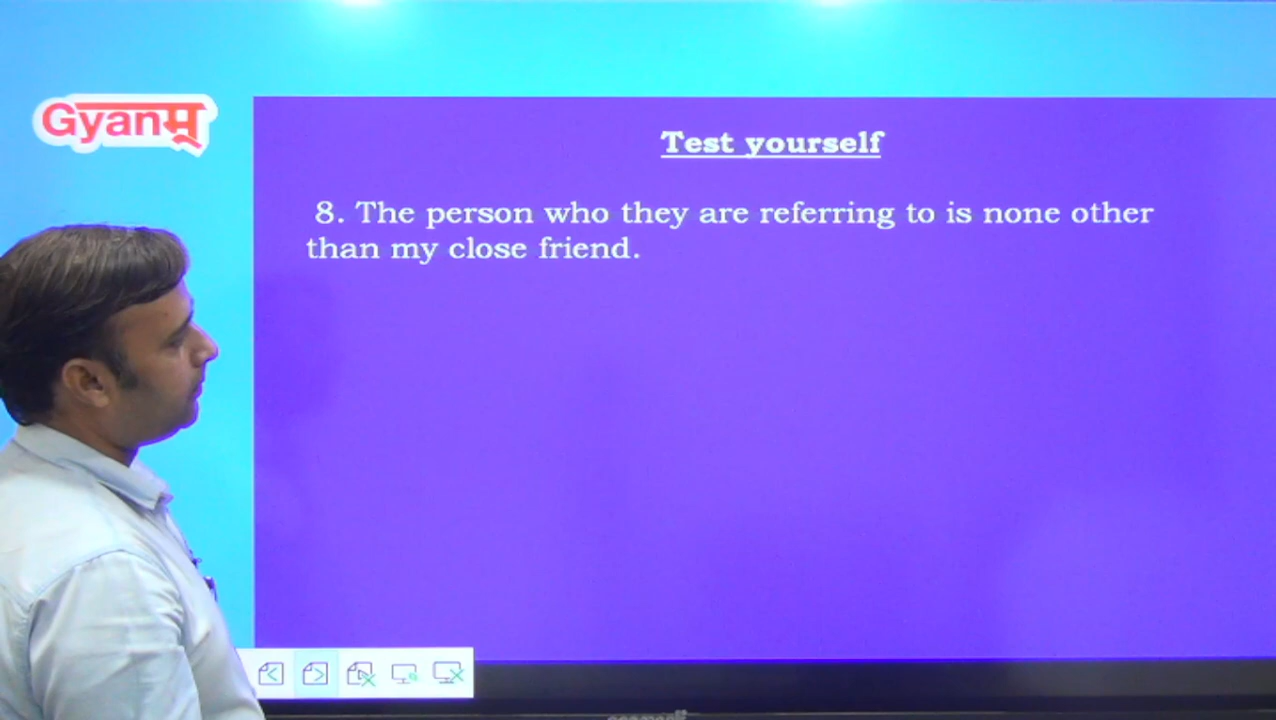 Gyanम्
Test yourself
8. The person who they are referring to is none other
than my close friend.